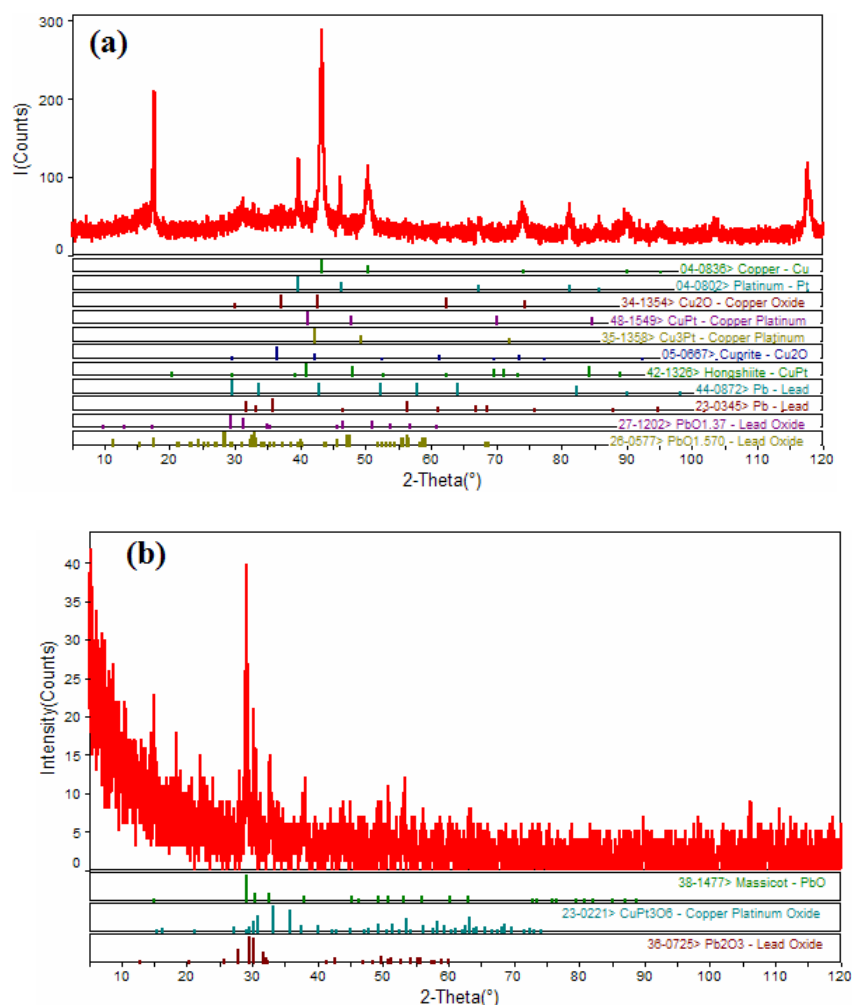 (a)
300
200
100
0
I(Counts)
04-0836> Copper - Cu
04-0802> Platinum - Pt
34-1354> Cu2O - Copper Oxide
48-1549> CuPt - Copper Platinum
35-1358> Cu3Pt - Copper Platinum
05-0667> Cuprite - Cu2O
42-1326> Hongshiite - CuPt
44-0872> Pb - Lead
23-0345> Pb - Lead
27-1202> PbO1.37 - Lead Oxide
26-0577> PbO1.570 - Lead Oxide
10 20 30 40 50 60 70 80 90 100 110 120
2-Theta(°)
(b)
40
35
30
25
20
15
10
5
0
Intensity(Counts)
38-1477> Massicot - PbO
23-0221> CuPt3O6 - Copper Platinum Oxide
36-0725> Pb2O3 - Lead Oxide
10 20 30 40 50 60 70 80 90 100 110 120
2-Theta(°)